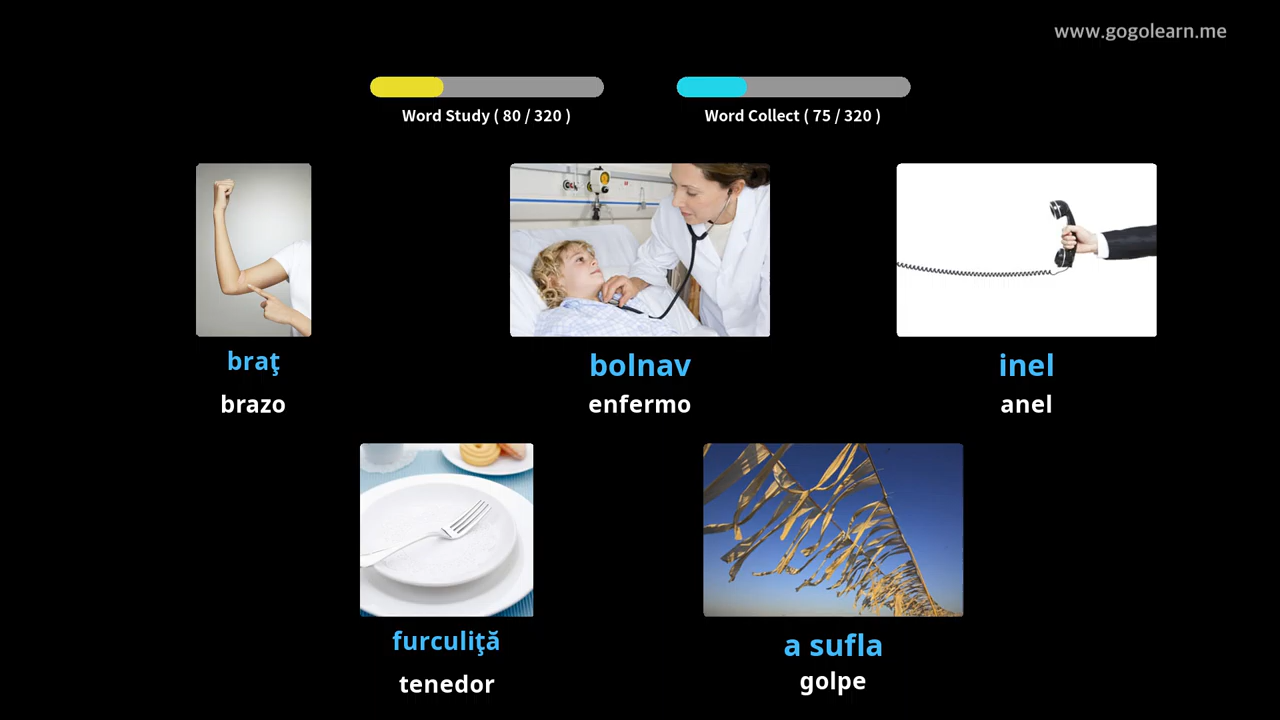 www.gogolearn.me
Word Study ( 80 / 320 )
Word Collect ( 75 / 320 )
braţ
brazo
bolnav
enfermo
inel
anel
furculiţă
tenedor
a sufla
golpe